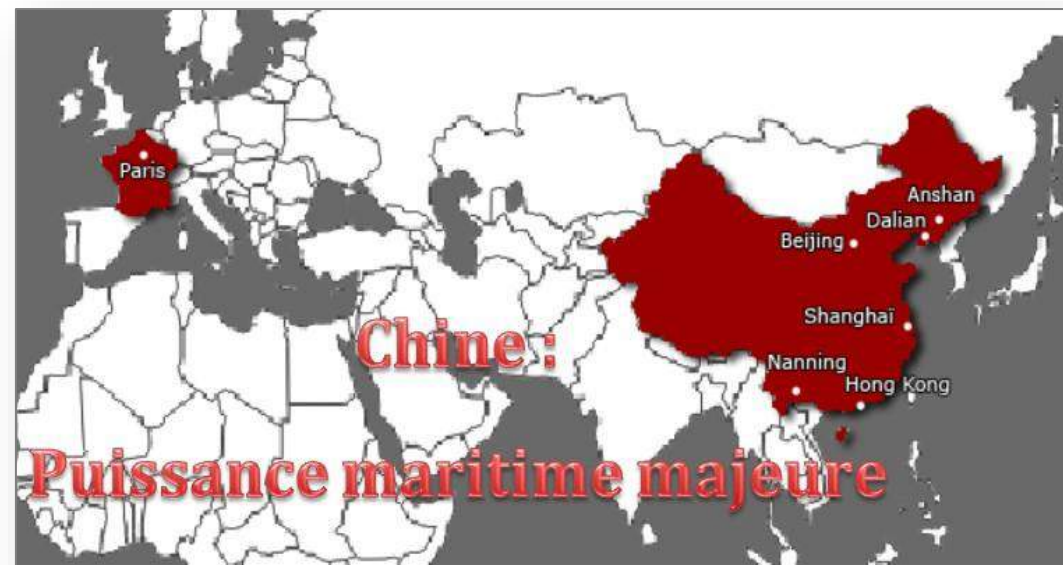 Paris
Anshan
Dalian
Beijing
Shanghaï
Chine :
Nanning
Hong Kong
Puissance maritime majeure